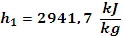 h₁ = 2941,7 kJ/kg